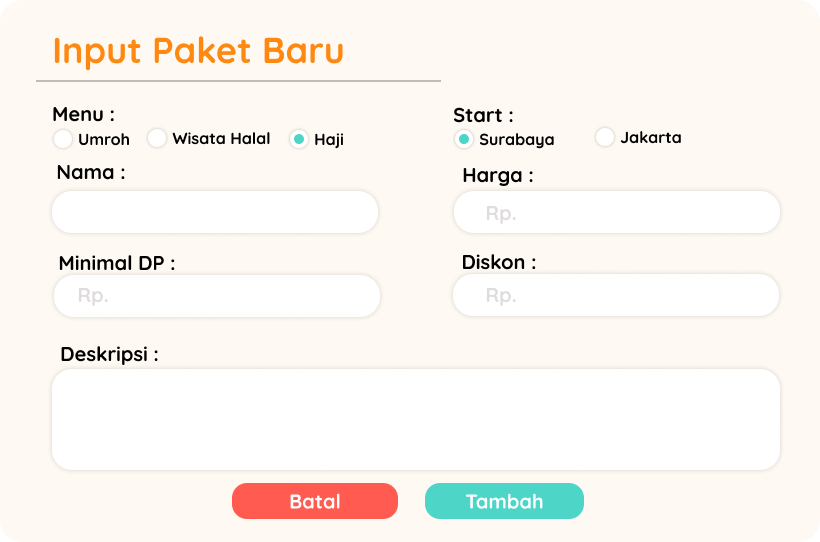 Input Paket Baru
Menu : Start :
Umroh Wisata Halal Haji Surabaya Jakarta
Nama : Harga :
Rp.
Minimal DP : Diskon :
Rp. Rp.
Deskripsi :
Batal Tambah